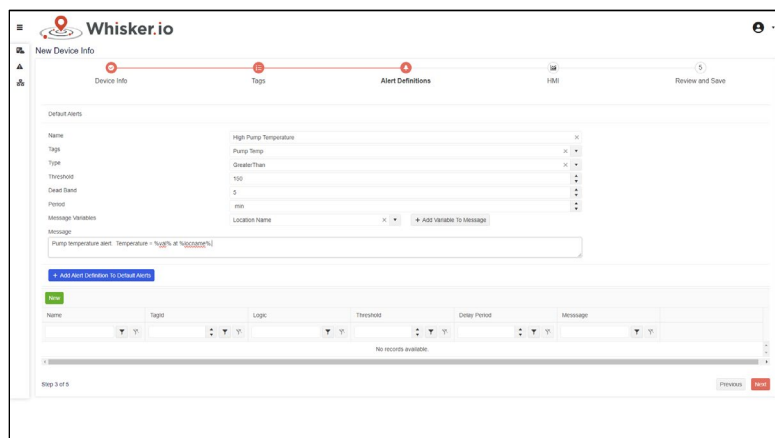 Whisker.io
New Device Info
5
Device Info
Tags
Alert Definitions
HMI
Review and Save
Default Alerts
Name
High Pump Temperature
Tags
Pump Temp
Type
GreaterThan
Threshold
150
Dead Band
5
Period
min
Message Variables
Location Name
+ Add Variable To Message
Message
Pump temperature alert. Temperature = %val% at %locname%.
+ Add Alert Definition To Default Alerts
New
Name TagId Logic Threshold Delay Period Messsage
No records available.
Step 3 of 5
Previous Next